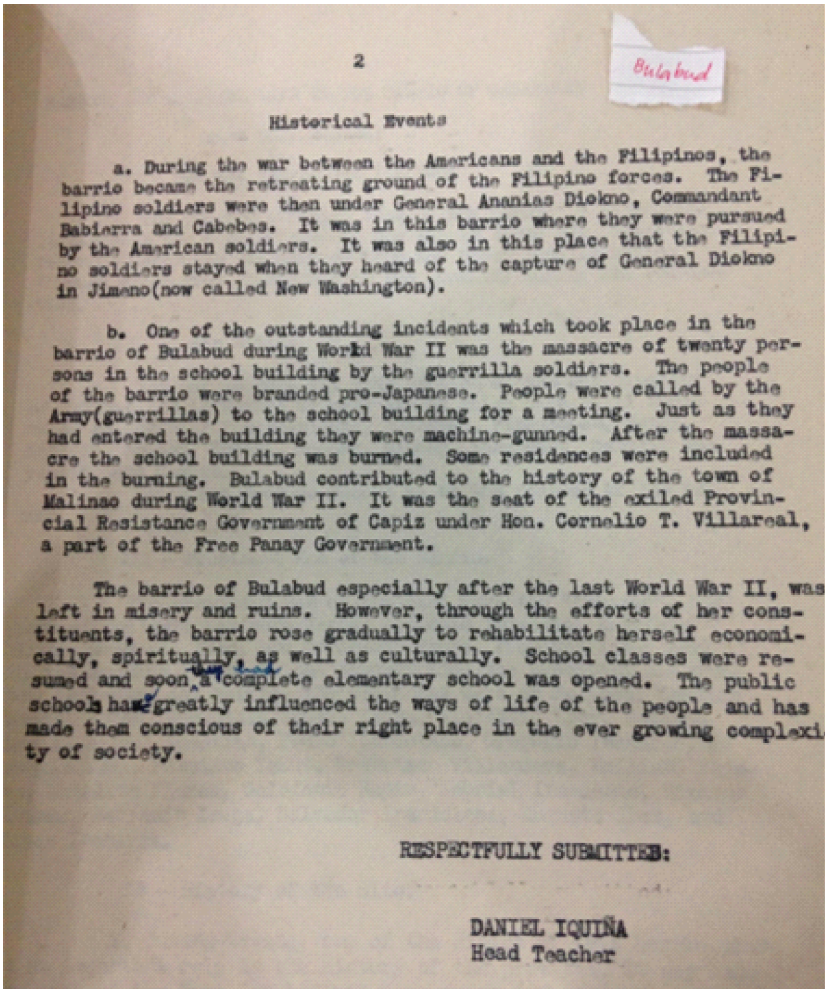 2
Bulabud
Historical Events
a. During the war between the Americans and the Filipinos, the
barrio became the retreating ground of the Filipino forces. The Fi-
lipino soldiers were then under General Ananias Diokno, Commandant
Babierra and Cabebes. It was in this barrio where they were pursued
by the American soldiers. It was also in this place that the Filipi-
no soldiers stayed when they heard of the capture of General Diokno
in Jimeno(now called New Washington).
b. One of the outstanding incidents which took place in the
barrio of Bulabud during World War II was the massacre of twenty per-
sons in the school building by the guerrilla soldiers. The people
of the barrio were branded pro-Japanese. People were called by the
Army(guerrillas) to the school building for a meeting. Just as they
had entered the building they were machine-gunned. After the massa-
cre the school building was burned. Some residences were included
in the burning. Bulabud contributed to the history of the town of
Malinao during World War II. It was the seat of the exiled Provin-
cial Resistance Government of Capiz under Hon. Cornelio T. Villareal,
a part of the Free Panay Government.
The barrio of Bulabud especially after the last World War II, was
left in misery and ruins. However, through the efforts of her cons-
tituents, the barrio rose gradually to rehabilitate herself economi-
cally, spiritually, as well as culturally. School classes were re-
sumed and soon a complete elementary school was opened. The public
schools have greatly influenced the ways of life of the people and has
made them conscious of their right place in the ever growing complexi
ty of society.
RESPECTFULLY SUBMITTED:
DANIEL IQUIÑA
Head Teacher